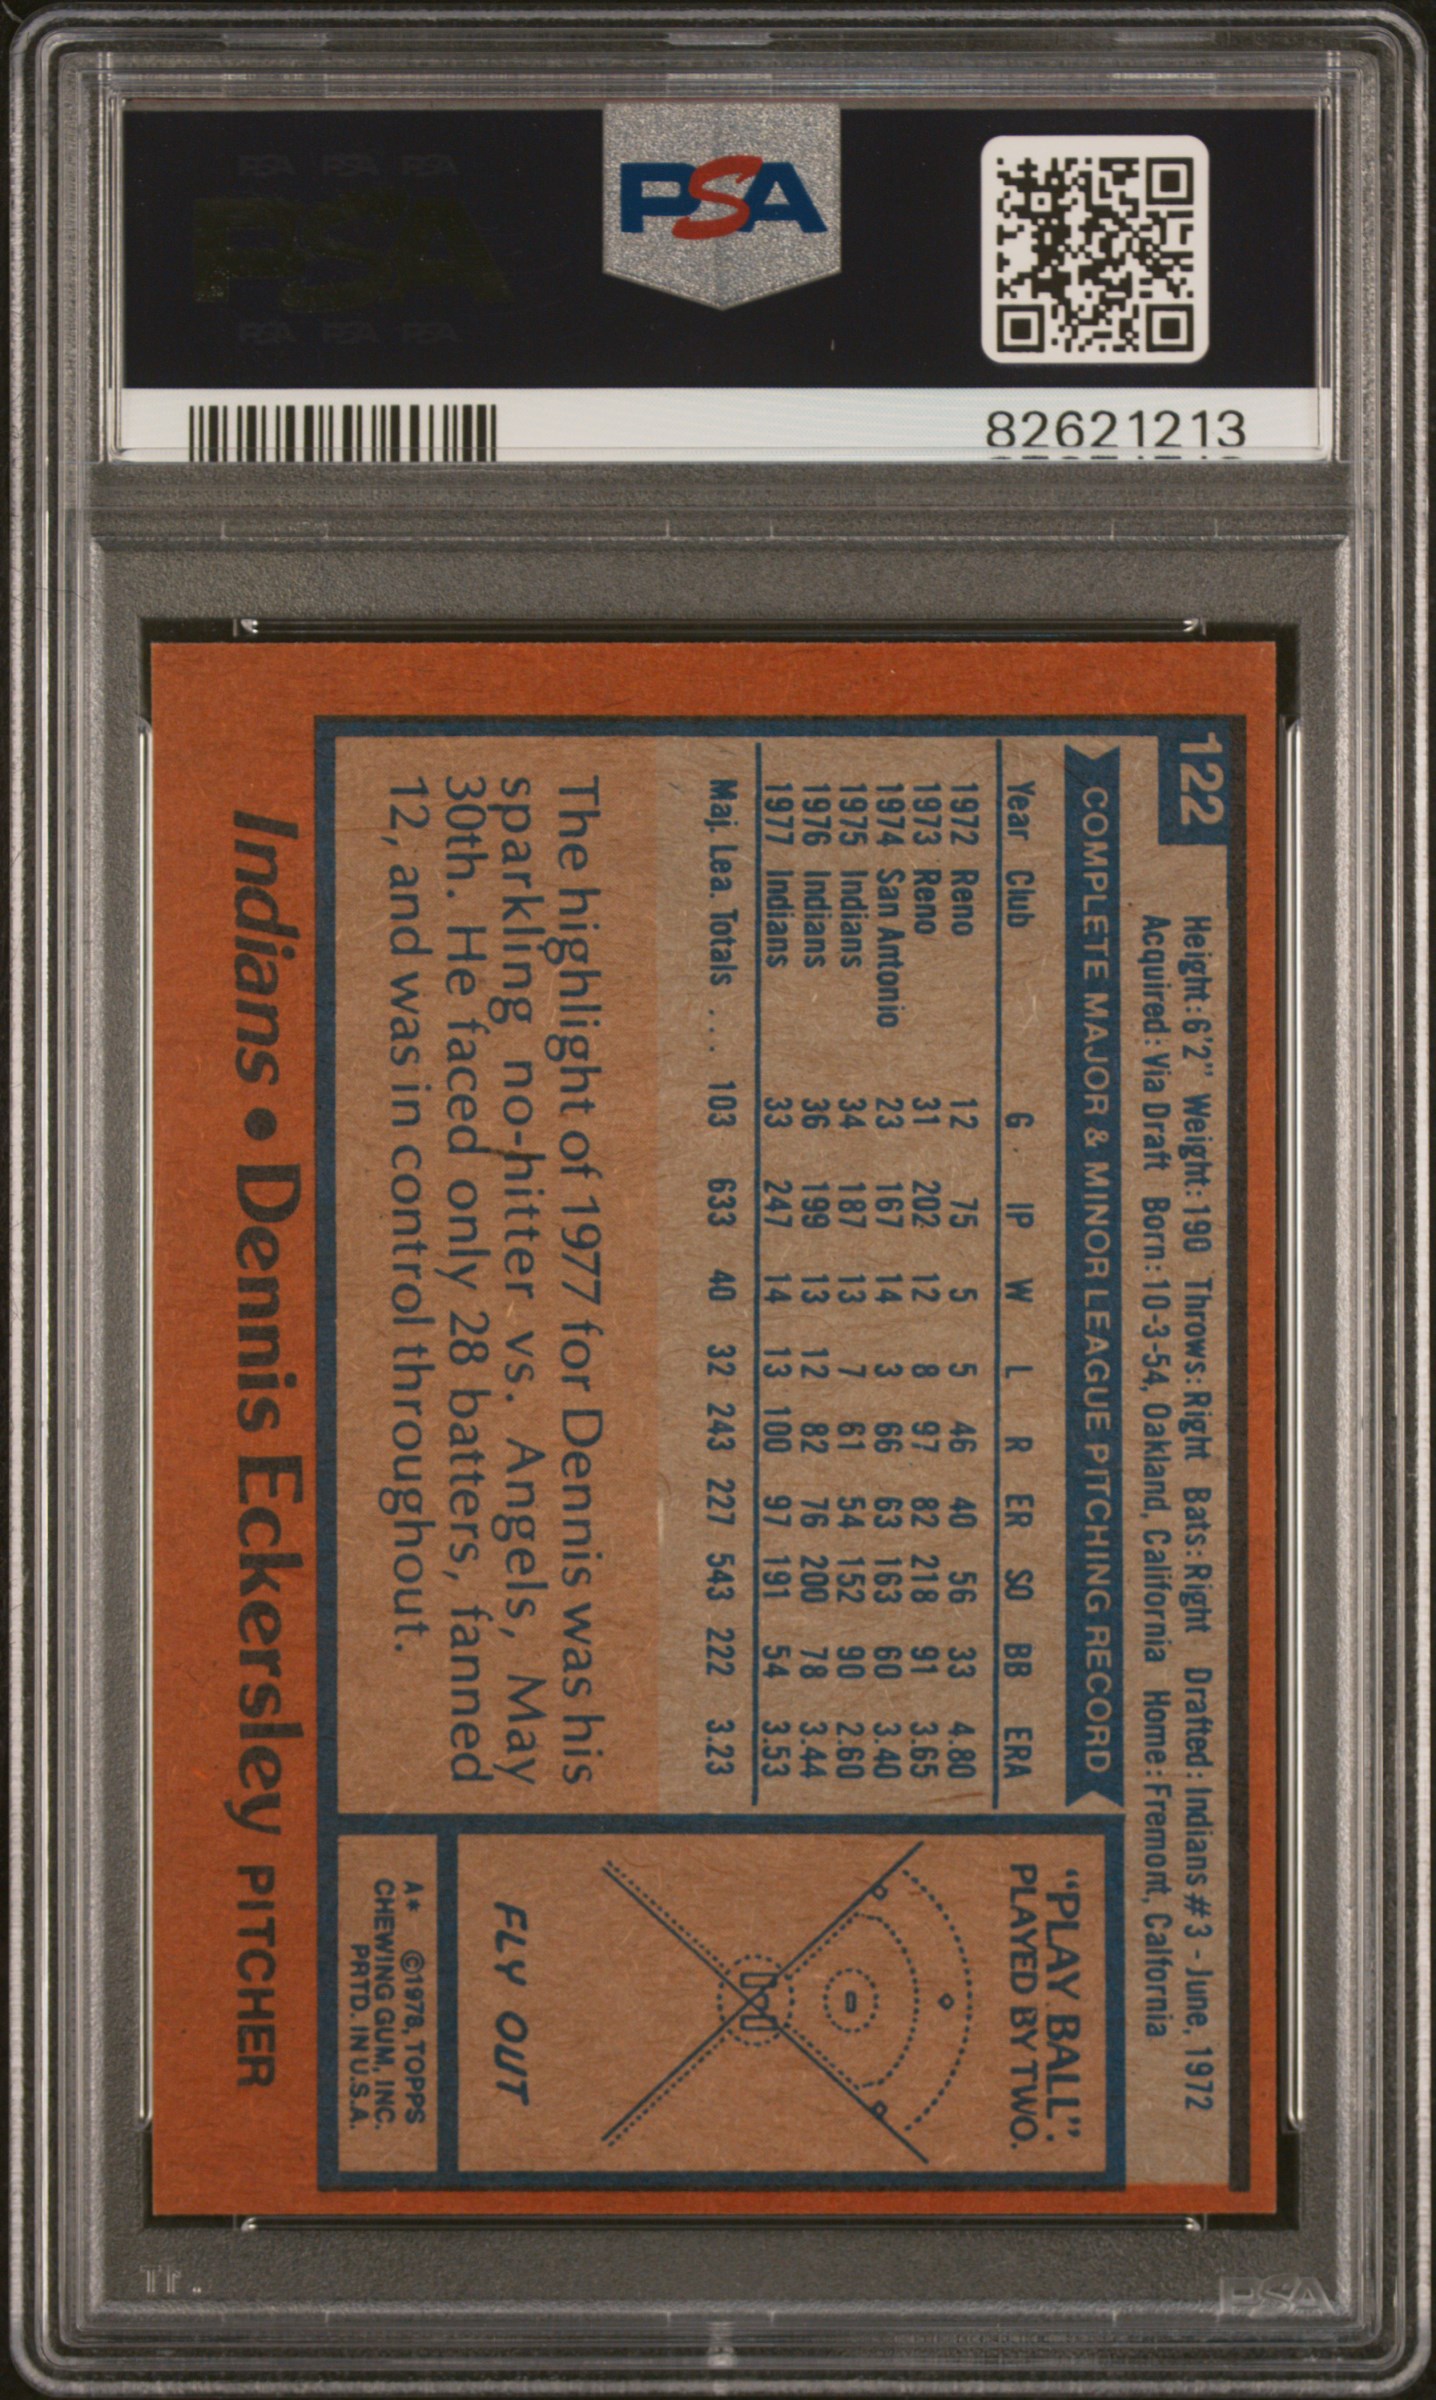 PSA PSA PSA
PSA
PSA PSA PSA
PSA
82621213
122
Height: 6'2" Weight: 190 Throws: Right Bats: Right Drafted: Indians #3 - June, 1972
Acquired: Via Draft Born: 10-3-54, Oakland, California Home: Fremont, Calfornia
COMPLETE MAJOR & MINOR LEAGUE PITCHING RECORD
Year Club G IP W L R ER SO BB ERA
1972 Reno 12 75 5 5 46 40 56 33 4.80
1973 Reno 31 202 12 8 97 82 218 91 3.65
1974 San Antonio 23 167 14 3 66 63 163 60 3.40
1975 Indians 34 187 13 7 61 54 152 90 2.60
1976 Indians 36 199 13 12 82 76 200 78 3.44
1977 Indians 33 247 14 13 100 97 191 54 3.53
Maj. Lea. Totals ... 103 633 40 32 243 227 543 222 3.23
The highlight of 1977 for Dennis was his
sparkling no-hitter vs. Angels, May
30th. He faced only 28 batters, fanned
12, and was in control throughout.
"PLAY BALL".
PLAYED BY TWO.
FLY OUT
A* ©1978, TOPPS
CHEWING GUM, INC.
PRTD. IN U.S.A.
Indians • Dennis Eckersley PITCHER
PSA